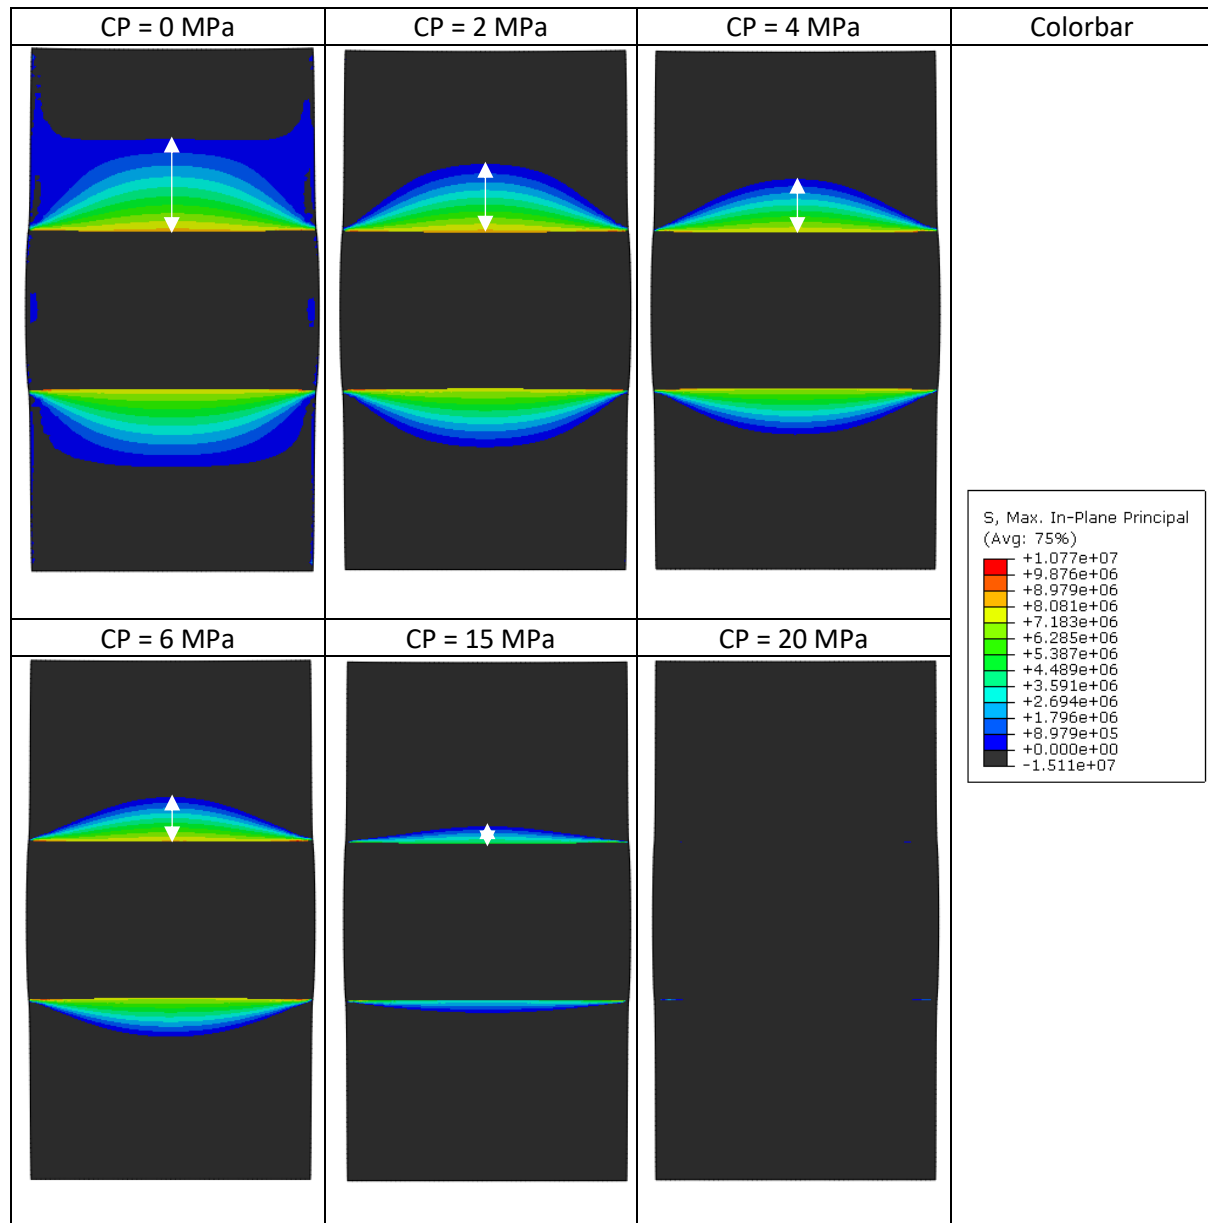 CP = 0 MPa
CP = 2 MPa
CP = 4 MPa
Colorbar
S, Max. In-Plane Principal
(Avg: 75%)
+1.077e+07
+9.876e+06
+8.979e+06
+8.081e+06
+7.183e+06
+6.285e+06
+5.387e+06
+4.489e+06
+3.591e+06
+2.694e+06
+1.796e+06
+8.979e+05
+0.000e+00
-1.511e+07
CP = 6 MPa
CP = 15 MPa
CP = 20 MPa